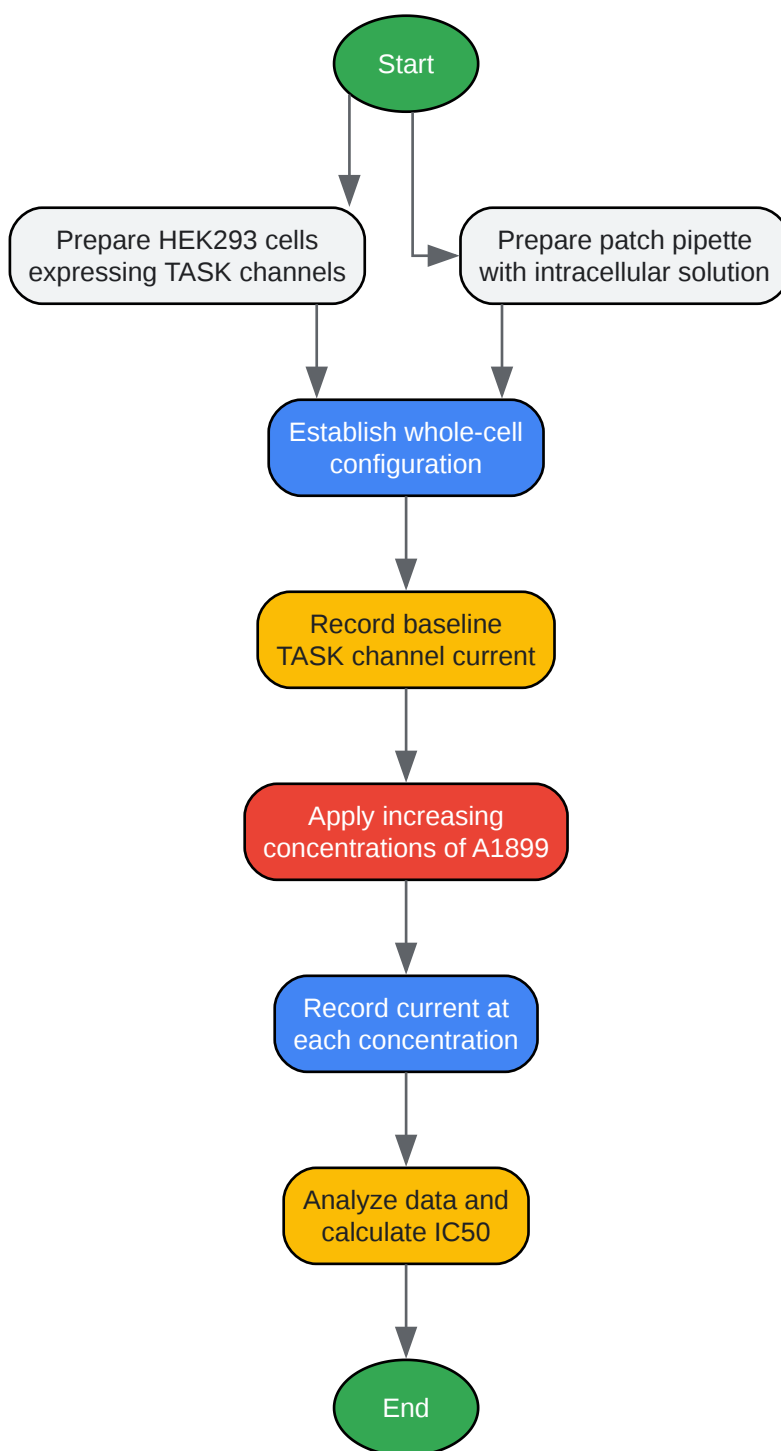 Start
Prepare HEK293 cells
expressing TASK channels
Prepare patch pipette
with intracellular solution
Establish whole-cell
configuration
Record baseline
TASK channel current
Apply increasing
concentrations of A1899
Record current at
each concentration
Analyze data and
calculate IC50
End